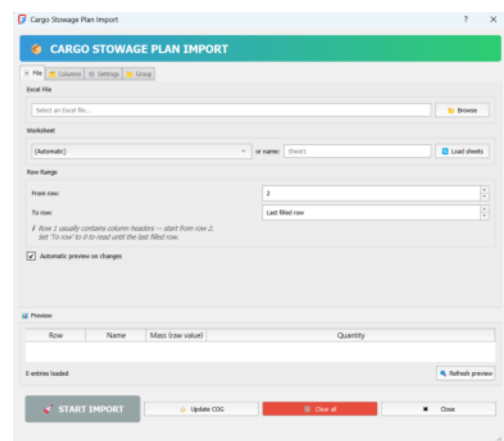 Cargo Stowage Plan Import
CARGO STOWAGE PLAN IMPORT
File Columns Settings Group
Excel File
Select an Excel file... Browse
Worksheet
(Automatic) or name: Sheet1 Load sheets
Row Range
From row: 2
To row: Last filled row
i Row 1 usually contains column headers — start from row 2.
Set 'To row' to 0 to read until the last filled row.
Automatic preview on changes
Preview
Row Name Mass (raw value) Quantity
0 entries loaded Refresh preview
START IMPORT Update COG Clear all Close